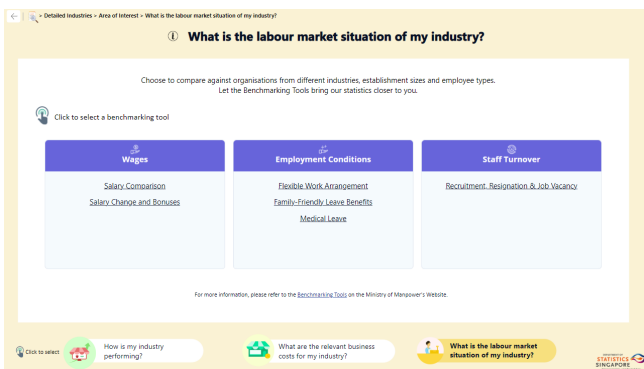 > Detailed Industries > Area of Interest > What is the labour market situation of my industry?
What is the labour market situation of my industry?
Choose to compare against organisations from different industries, establishment sizes and employee types.
Let the Benchmarking Tools bring our statistics closer to you.
Click to select a benchmarking tool
Wages
Salary Comparison
Salary Change and Bonuses
Employment Conditions
Flexible Work Arrangement
Family-Friendly Leave Benefits
Medical Leave
Staff Turnover
Recruitment, Resignation & Job Vacancy
For more information, please refer to the Benchmarking Tools on the Ministry of Manpower's Website.
Click to select
How is my industry
performing?
What are the relevant business
costs for my industry?
What is the labour market
situation of my industry?
DEPARTMENT OF
STATISTICS
SINGAPORE